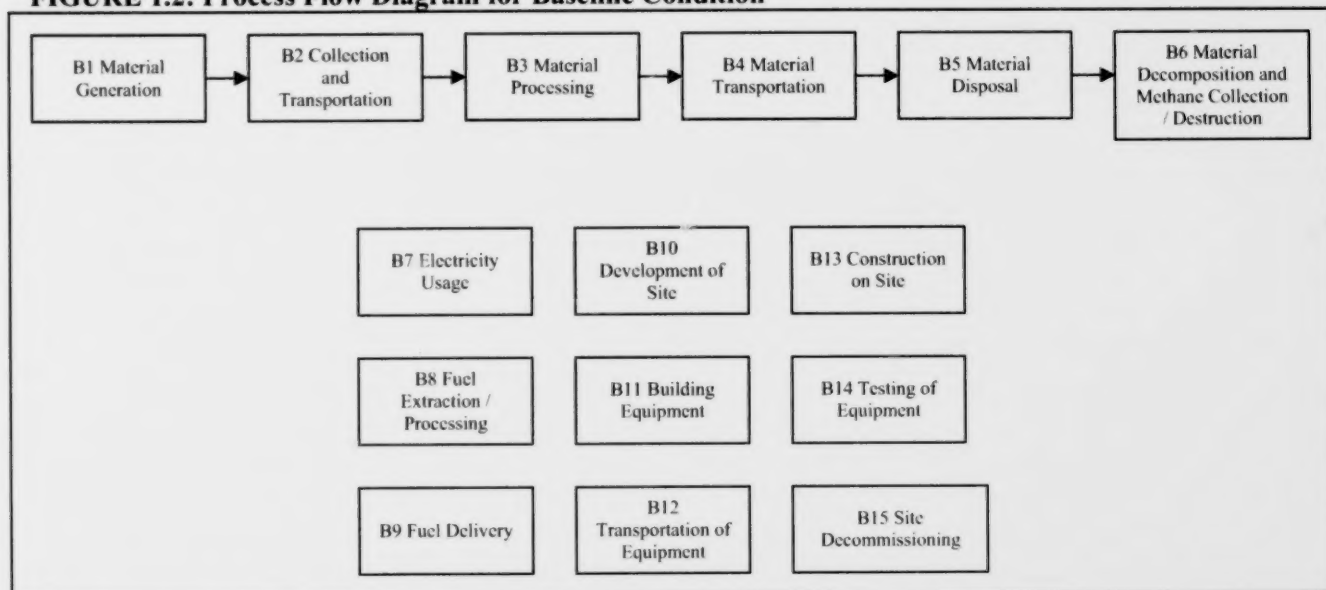 FIGURE 1.2: Process Flow Diagram for Baseline Condition
B1 Material
Generation
B2 Collection
and
Transportation
B3 Material
Processing
B4 Material
Transportation
B5 Material
Disposal
B6 Material
Decomposition and
Methane Collection
/ Destruction
B7 Electricity
Usage
B10
Development of
Site
B13 Construction
on Site
B8 Fuel
Extraction /
Processing
B11 Building
Equipment
B14 Testing of
Equipment
B9 Fuel Delivery
B12
Transportation of
Equipment
B15 Site
Decommissioning